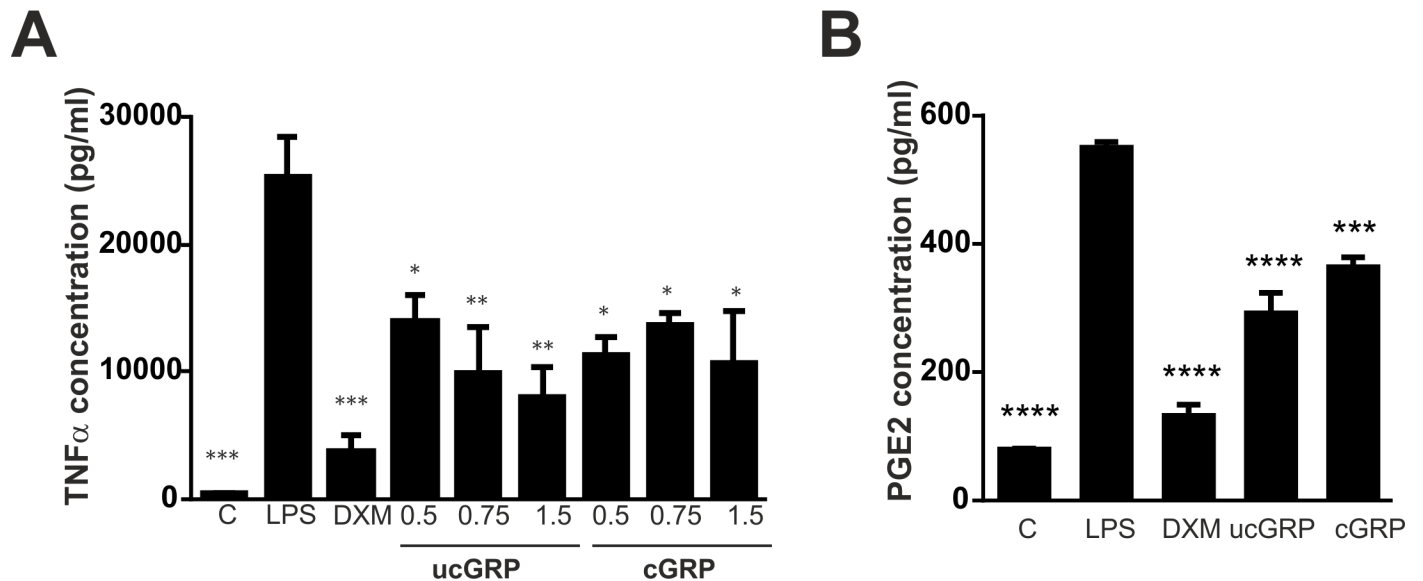 A
TNFα concentration (pg/ml)
30000
20000
10000
0
***
*
**
**
*
*
*
***
C LPS DXM 0.5 0.75 1.5 0.5 0.75 1.5
ucGRP cGRP
B
PGE2 concentration (pg/ml)
600
400
200
0
****
****
****
***
C LPS DXM ucGRP cGRP